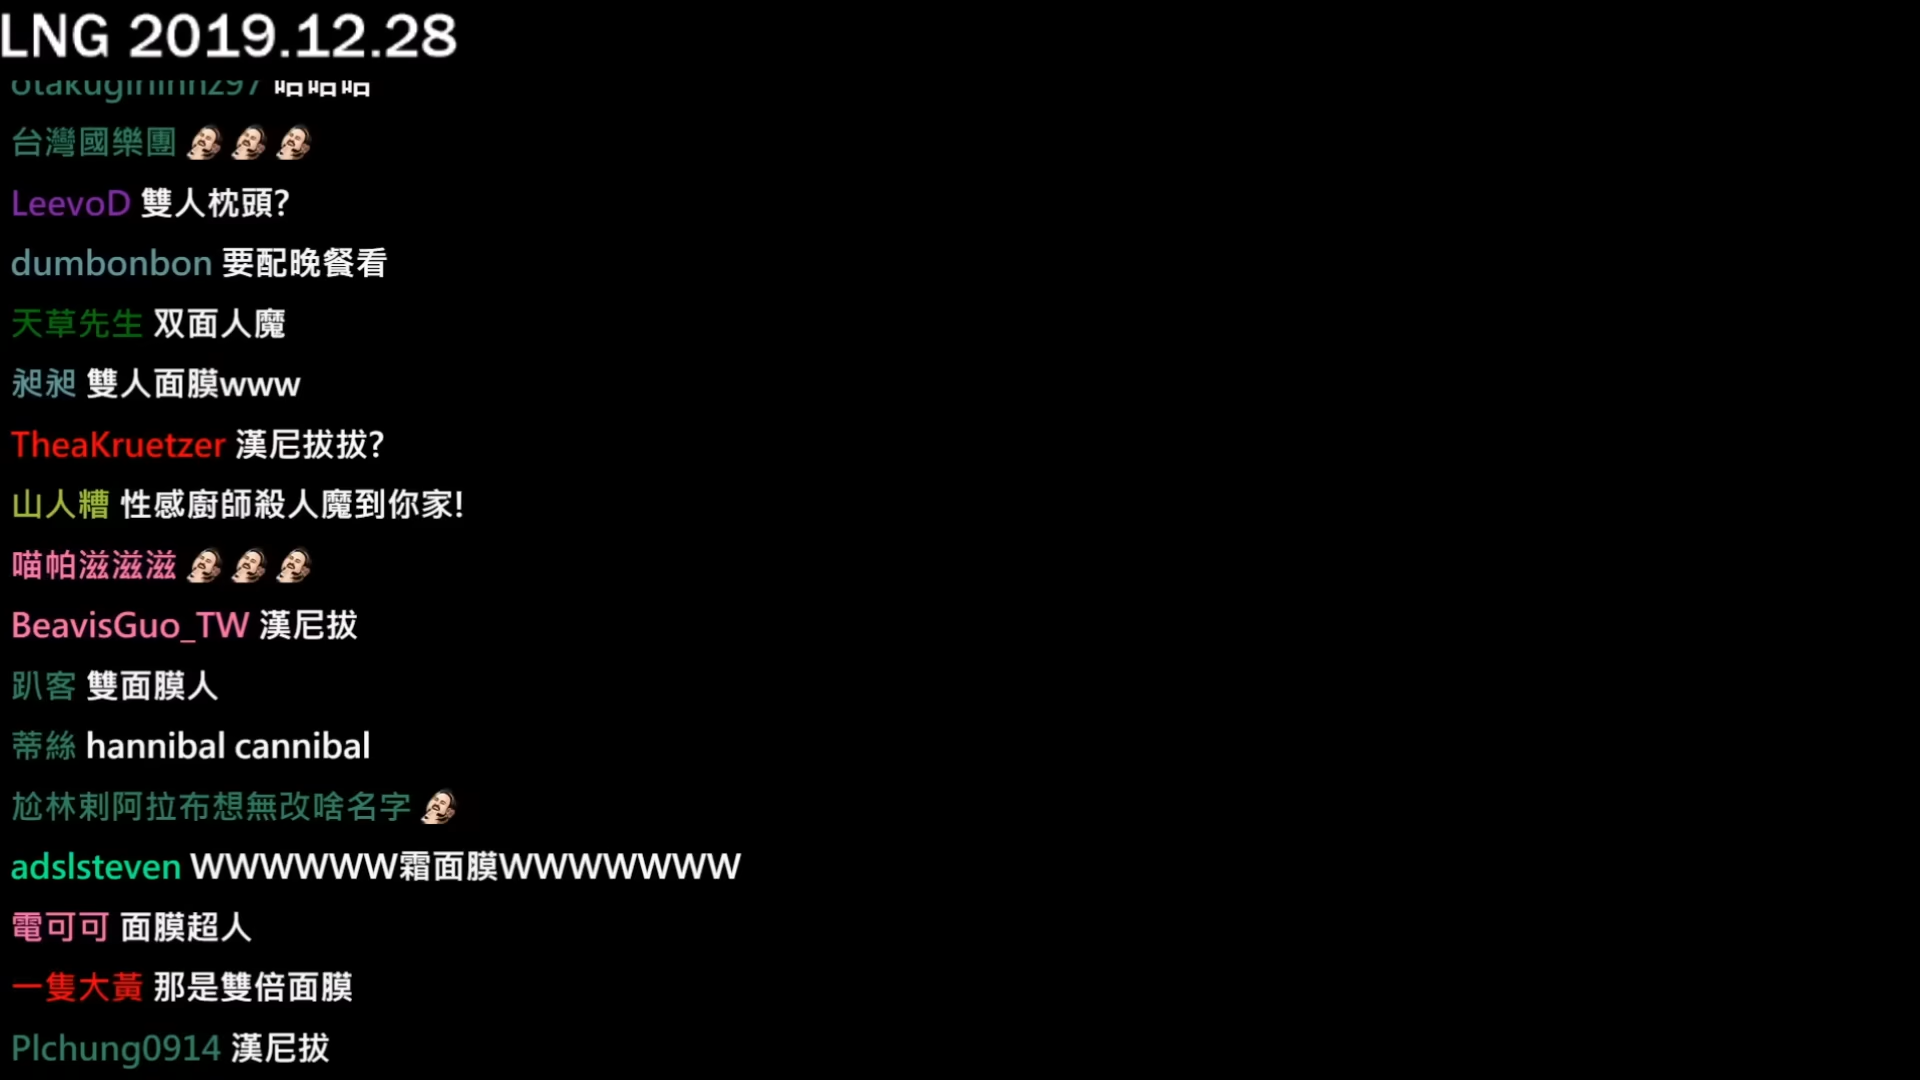 LNG 2019.12.28
哈哈哈
台灣國樂團
LeevoD 雙人枕頭?
dumbonbon 要配晚餐看
天草先生 双面人魔
昶昶 雙人面膜www
TheaKruetzer 漢尼拔拔?
山人糟 性感廚師殺人魔到你家!
喵帕滋滋滋
BeavisGuo_TW 漢尼拔
趴客 雙面膜人
蒂絲 hannibal cannibal
尬林剌阿拉布想無改啥名字
adslsteven WWWWWW霜面膜WWWWWWW
電可可 面膜超人
一隻大黃 那是雙倍面膜
Plchung0914 漢尼拔